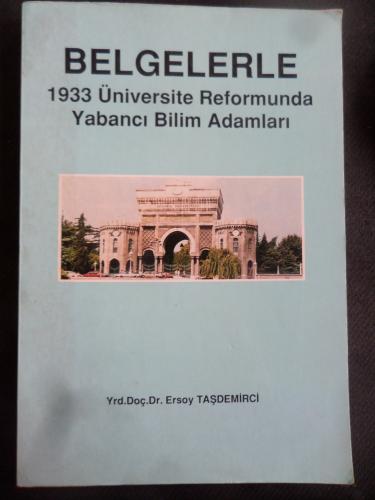 BELGELERLE
1933 Üniversite Reformunda
Yabancı Bilim Adamları
Yrd.Doç.Dr. Ersoy TAŞDEMİRCİ